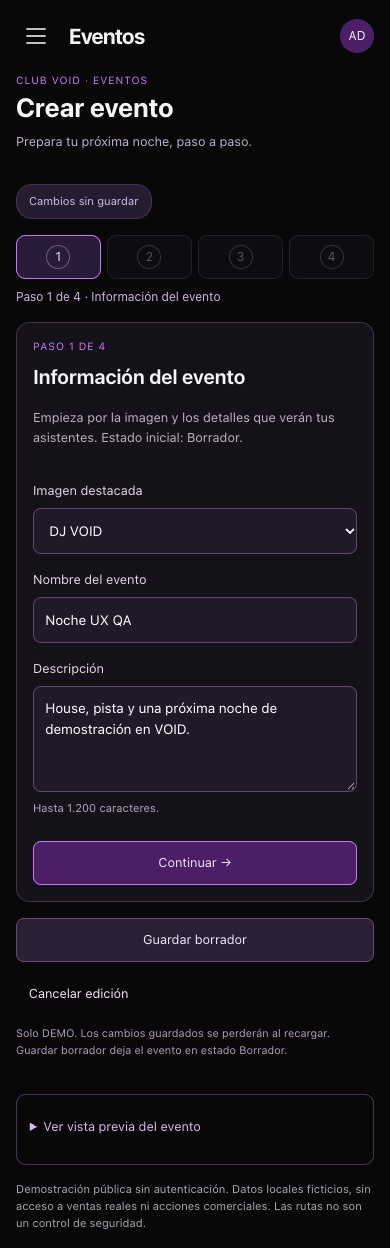 Eventos
AD
CLUB VOID · EVENTOS
Crear evento
Prepara tu próxima noche, paso a paso.
Cambios sin guardar
1
2
3
4
Paso 1 de 4 · Información del evento
PASO 1 DE 4
Información del evento
Empieza por la imagen y los detalles que verán tus
asistentes. Estado inicial: Borrador.
Imagen destacada
DJ VOID
Nombre del evento
Noche UX QA
Descripción
House, pista y una próxima noche de
demostración en VOID.
Hasta 1.200 caracteres.
Continuar →
Guardar borrador
Cancelar edición
Solo DEMO. Los cambios guardados se perderán al recargar.
Guardar borrador deja el evento en estado Borrador.
▶ Ver vista previa del evento
Demostración pública sin autenticación. Datos locales ficticios, sin
acceso a ventas reales ni acciones comerciales. Las rutas no son
un control de seguridad.